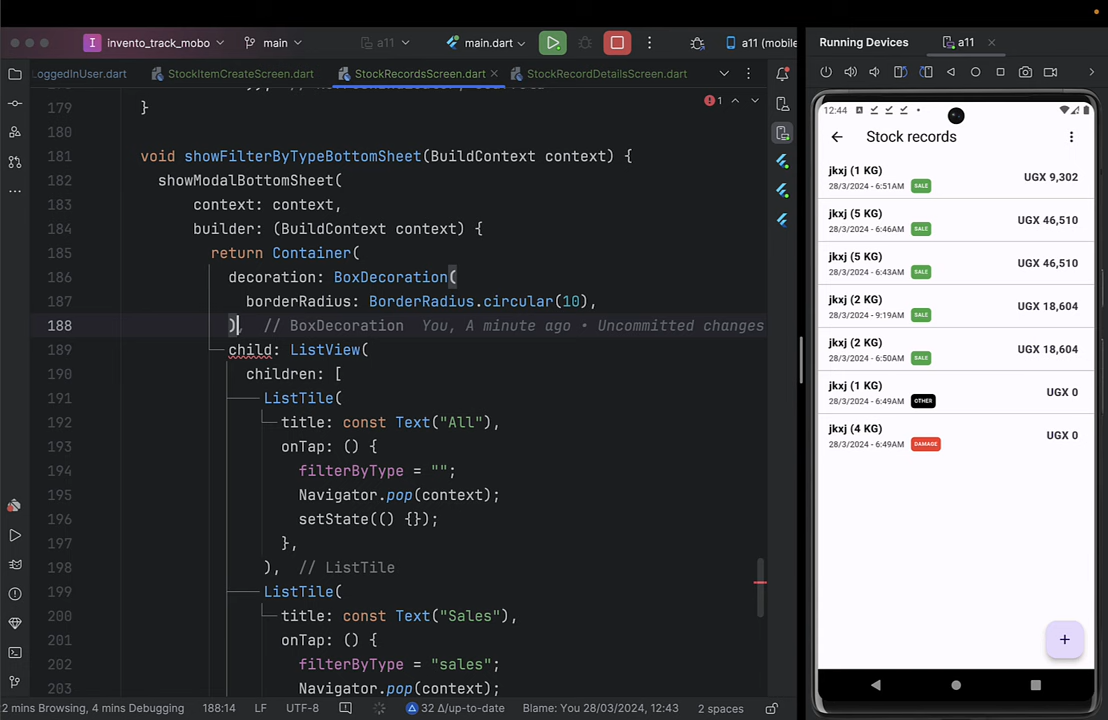 I invento_track_mobo main a11 main.dart a11 (mobile
Running Devices a11
LoggedInUser.dart StockItemCreateScreen.dart StockRecordsScreen.dart StockRecordDetailsScreen.dart
179 }
1
180
181 void showFilterByTypeBottomSheet(BuildContext context) {
182 showModalBottomSheet(
183 context: context,
184 builder: (BuildContext context) {
185 return Container(
186 decoration: BoxDecoration(
187 borderRadius: BorderRadius.circular(10),
188 ), // BoxDecoration You, A minute ago • Uncommitted changes
189 child: ListView(
190 children: [
191 ListTile(
192 title: const Text("All"),
193 onTap: () {
194 filterByType = "";
195 Navigator.pop(context);
196 setState(() {});
197 },
198 ), // ListTile
199 ListTile(
200 title: const Text("Sales"),
201 onTap: () {
202 filterByType = "sales";
203 Navigator.pop(context);
2 mins Browsing, 4 mins Debugging 188:14 LF UTF-8 32 Δ/up-to-date Blame: You 28/03/2024, 12:43 2 spaces
12:44
Stock records
jkxj (1 KG)
28/3/2024 - 6:51AM SALE
UGX 9,302
jkxj (5 KG)
28/3/2024 - 6:46AM SALE
UGX 46,510
jkxj (5 KG)
28/3/2024 - 6:43AM SALE
UGX 46,510
jkxj (2 KG)
28/3/2024 - 9:19AM SALE
UGX 18,604
jkxj (2 KG)
28/3/2024 - 6:50AM SALE
UGX 18,604
jkxj (1 KG)
28/3/2024 - 6:49AM OTHER
UGX 0
jkxj (4 KG)
28/3/2024 - 6:49AM DAMAGE
UGX 0
+